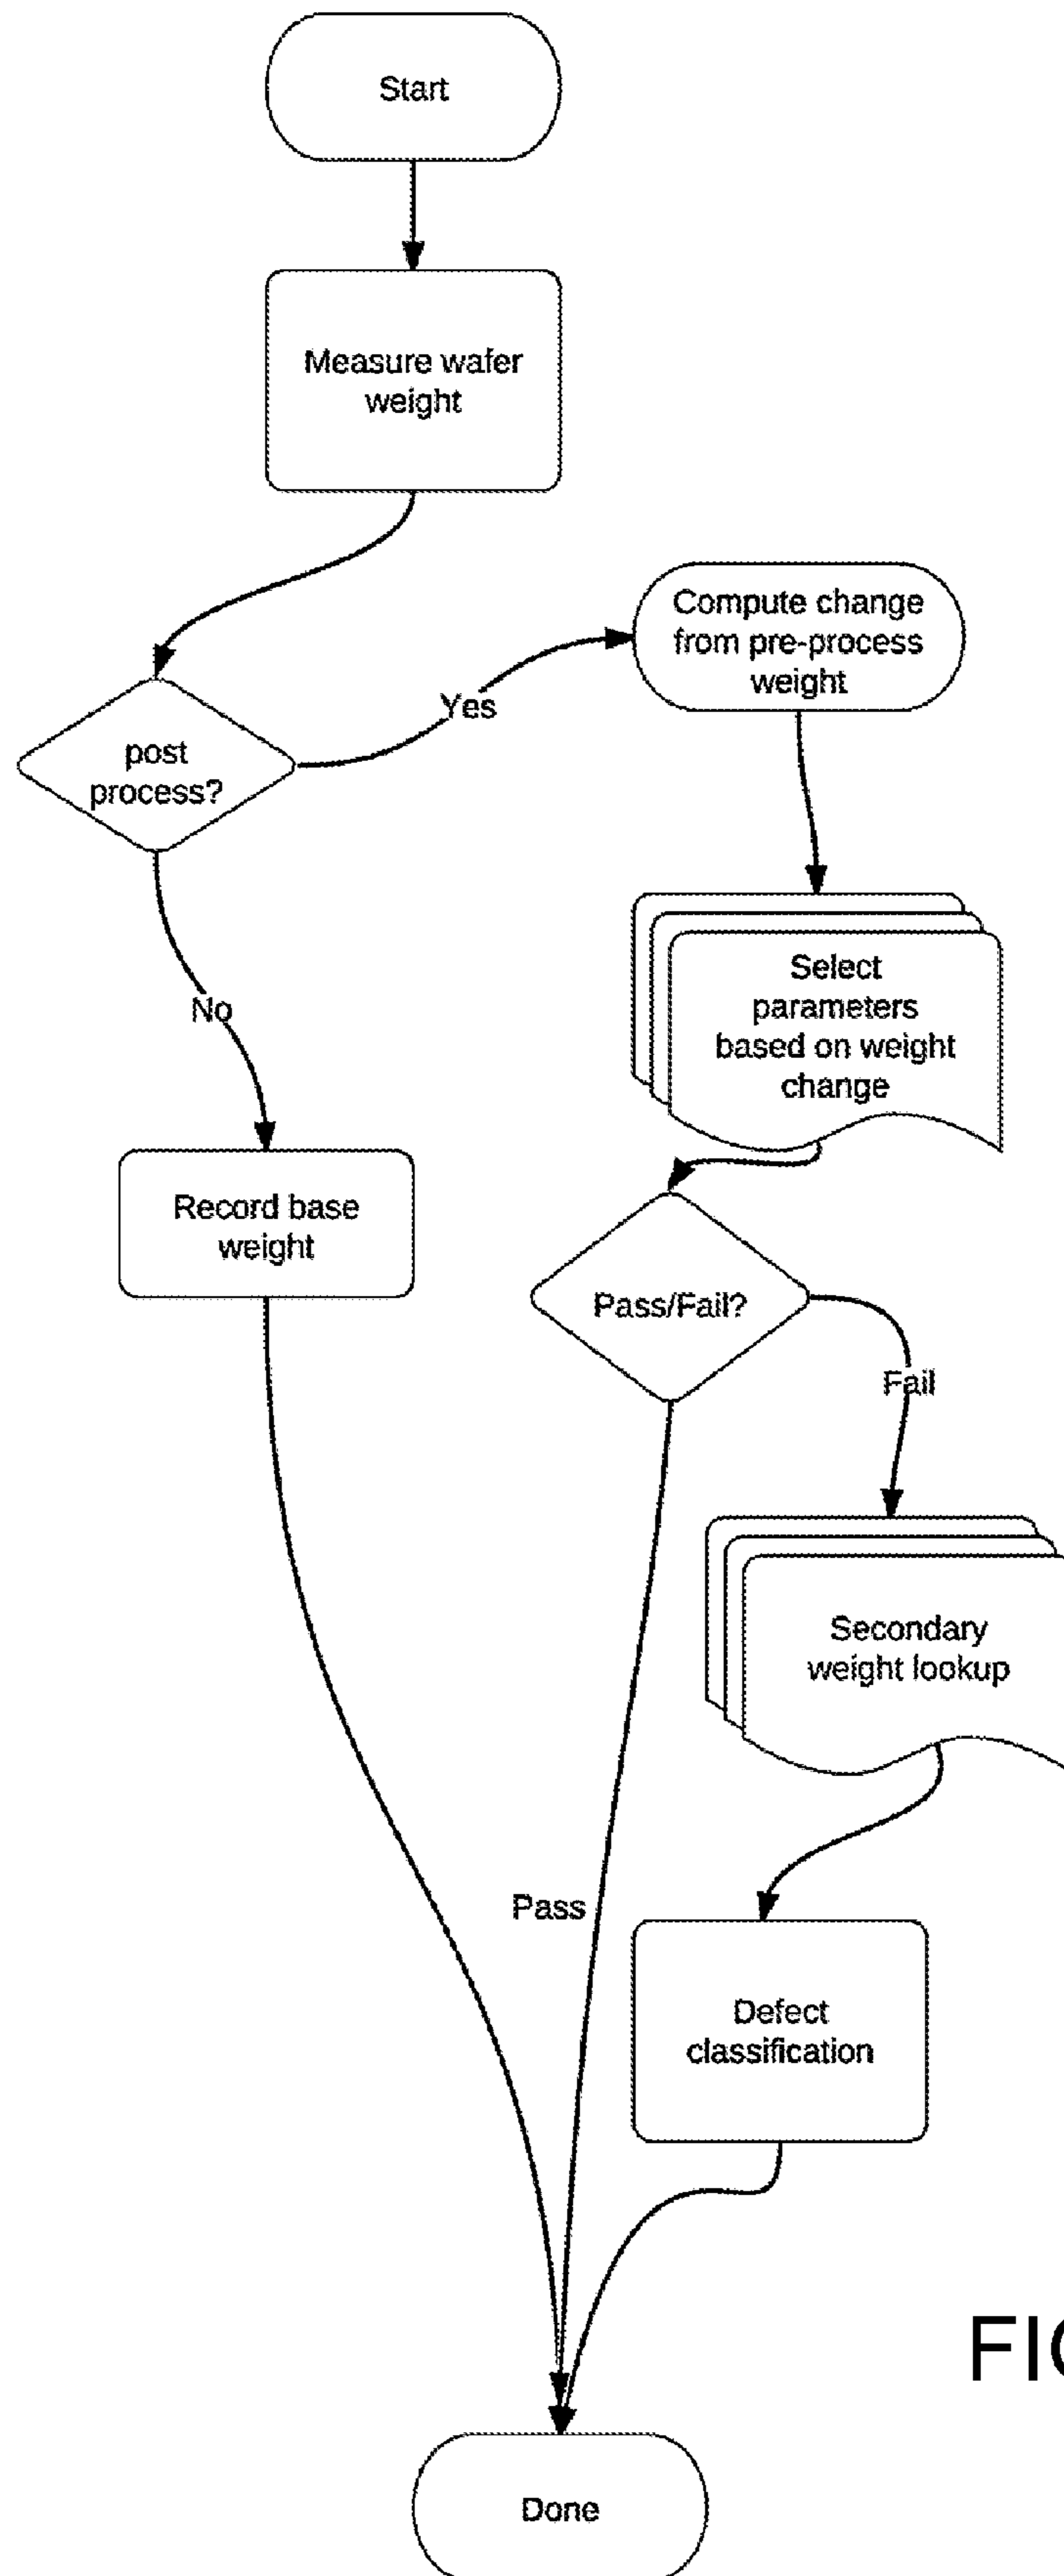 Start
Measure wafer
weight
Compute change
from pre-process
weight
Yes
post
process?
Select
parameters
based on weight
change
No
Record base
weight
Pass/Fail?
Fail
Secondary
weight lookup
Pass
Defect
classification
Done